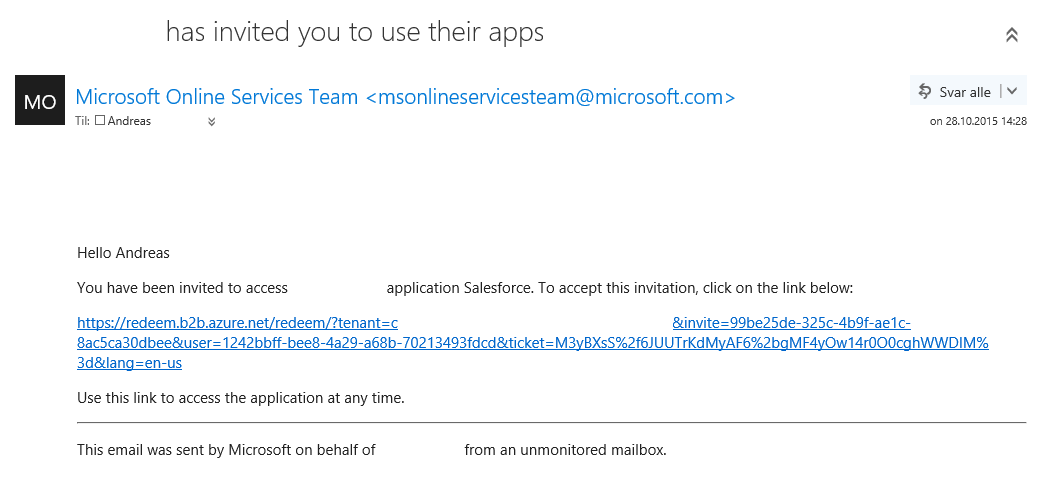 has invited you to use their apps
MO
Microsoft Online Services Team <msonlineservicesteam@microsoft.com>
Svar alle
Til: Andreas
on 28.10.2015 14:28
Hello Andreas
You have been invited to access application Salesforce. To accept this invitation, click on the link below:
https://redeem.b2b.azure.net/redeem/?tenant=c &invite=99be25de-325c-4b9f-ae1c-
8ac5ca30dbee&user=1242bbff-bee8-4a29-a68b-70213493fdcd&ticket=M3yBXsS%2f6JUUTrKdMyAF6%2bgMF4yOw14r0O0cghWWDIM%
3d&lang=en-us
Use this link to access the application at any time.
This email was sent by Microsoft on behalf of from an unmonitored mailbox.